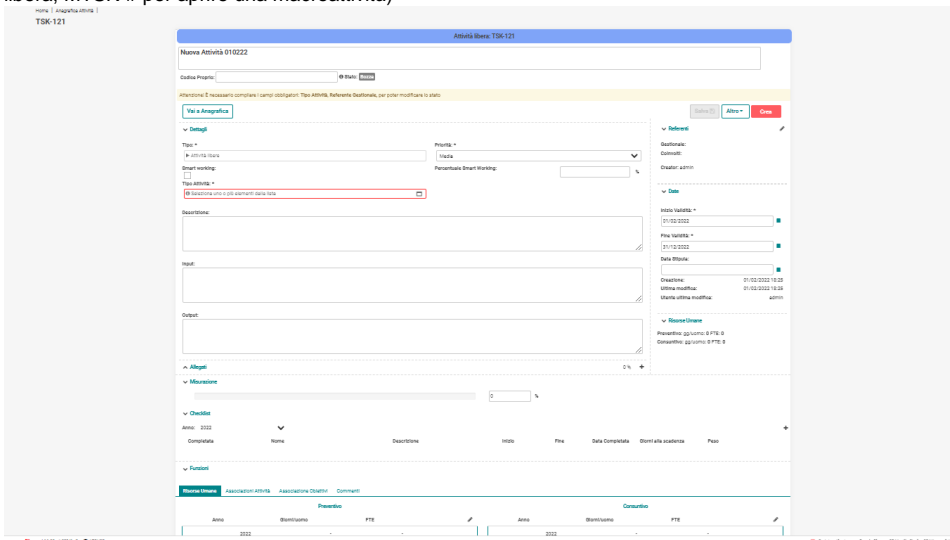 Home | Anagrafica Attività |
TSK-121
Attività libera: TSK-121
Nuova Attività 010222
Codice Proprio:
Stato: Bozza
Attenzione! È necessario compilare i campi obbligatori: Tipo Attività, Referente Gestionale, per poter modificare lo stato
Vai a Anagrafica
Salva
Altro
Crea
Dettagli
Tipo: *
Attività libera
Priorità: *
Media
Smart working:
Percentuale Smart Working:
%
Tipo Attività: *
Seleziona uno o più elementi dalla lista
Descrizione:
Input:
Output:
Referenti
Gestionale:
Coinvolti:
Creator: admin
Date
Inizio Validità: *
01/02/2022
Fine Validità: *
31/12/2022
Data Stipula:
Creazione: 01/02/2022 18:25
Ultima modifica: 01/02/2022 18:25
Utente ultima modifica: admin
Risorse Umane
Preventivo: gg/uomo: 0 FTE: 0
Consuntivo: gg/uomo: 0 FTE: 0
Allegati
0 %
+
Misurazione
0 %
Checklist
Anno: 2022
+
Completata Nome Descrizione Inizio Fine Data Completata Giorni alla scadenza Peso
Funzioni
Risorse Umane Associazioni Attività Associazione Obiettivi Commenti
Preventivo
Anno Giorni/uomo FTE
2022 - -
Consuntivo
Anno Giorni/uomo FTE
2022 - -